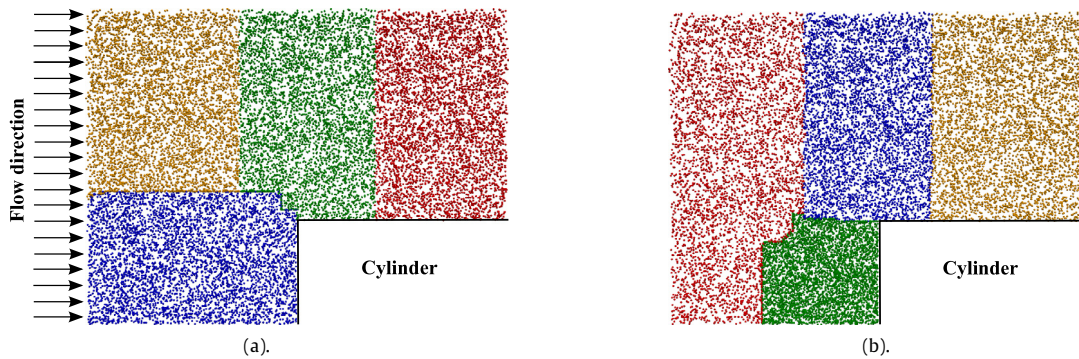 Flow direction
Cylinder
Cylinder
(a).
(b).